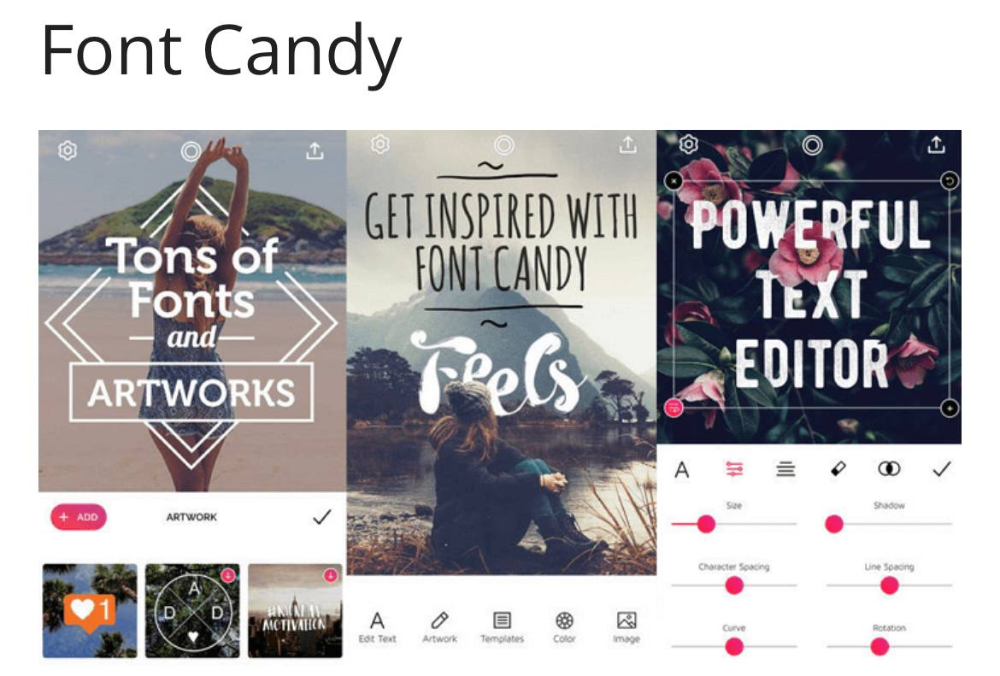 Font Candy
Tons of
Fonts
and
ARTWORKS
+ ADD
ARTWORK
1
A
D D
#MONDAY
MOTIVATION
GET INSPIRED WITH
FONT CANDY
Feels
Edit Text Artwork Templates Color Image
POWERFUL
TEXT
EDITOR
A
Size Shadow
Character Spacing Line Spacing
Curve Rotation